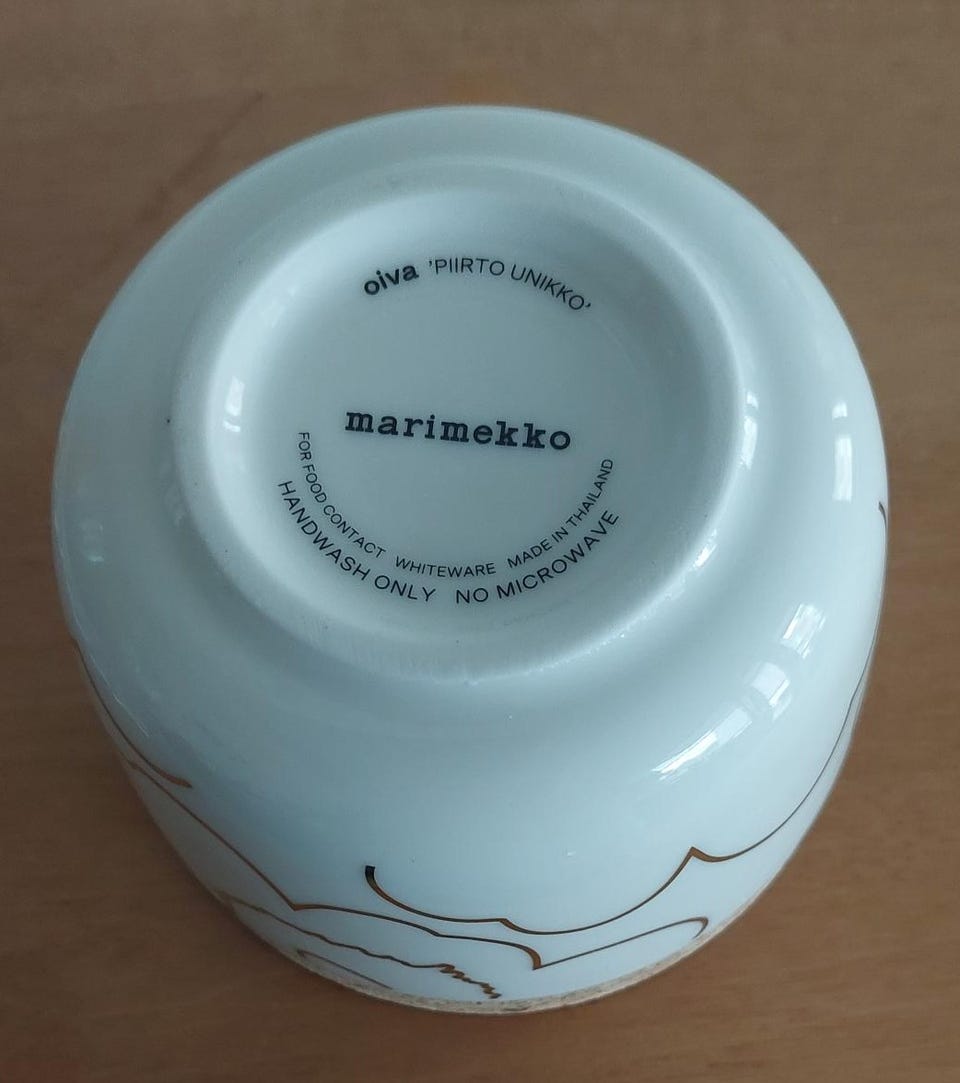 oiva 'PIIRTO UNIKKO'
marimekko
FOR FOOD CONTACT WHITEWARE MADE IN THAILAND
HANDWASH ONLY NO MICROWAVE